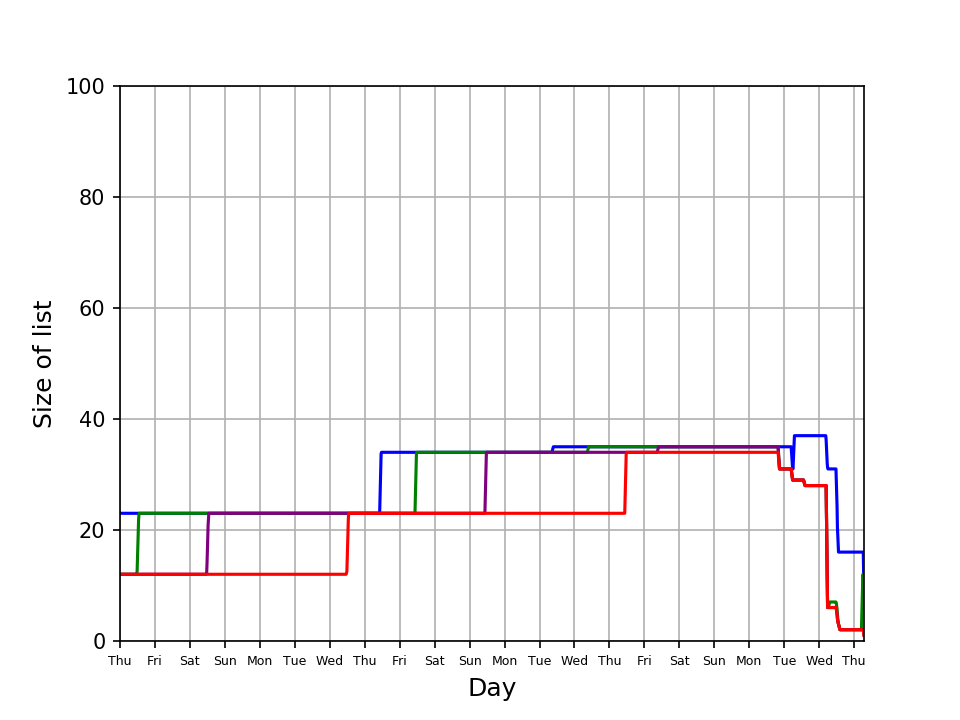 100
80
60
40
20
0
Size of list
Thu Fri Sat Sun Mon Tue Wed Thu Fri Sat Sun Mon Tue Wed Thu Fri Sat Sun Mon Tue Wed Thu
Day